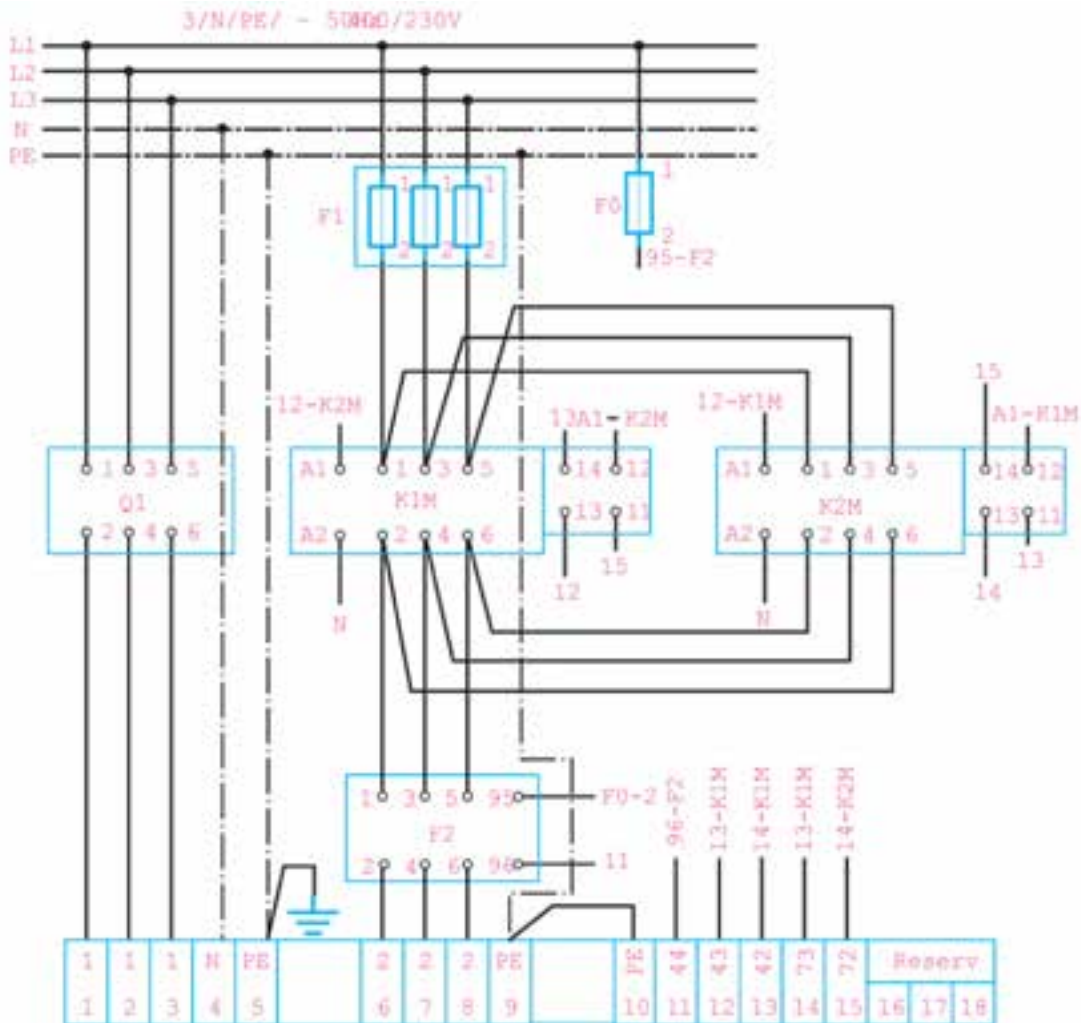 3/N/PE/ ~ 50Hz
L1
L2
L3
N
PE
F1
1 1 1
2 2 2
F0
1
2
95-F2
12-K2M
13
A1-K2M
12-K1M
15
A1-K1M
1 3 5
Q1
2 4 6
A1 1 3 5
K1M
A2 2 4 6
14 12
13 11
A1 1 3 5
K2M
A2 2 4 6
14 12
13 11
N
12
15
N
14
13
1 3 5 95
F2
2 4 6 96
F0-2
11
96-F2
13-K1M
14-K1M
13-K1M
14-K2M
1 1 1 N PE 2 2 2 PE PE 44 43 42 73 72 Reserv
1 2 3 4 5 6 7 8 9 10 11 12 13 14 15 16 17 18